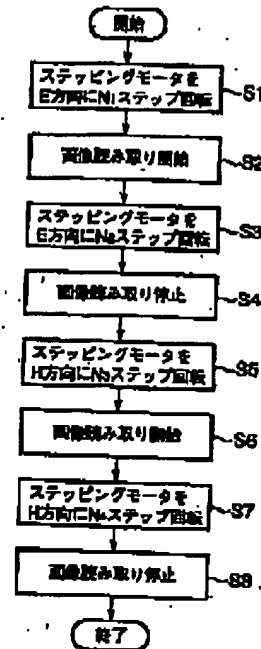 開始
ステッピングモータを
E方向にN₁ステップ回転
S1
画像読み取り開始
S2
ステッピングモータを
E方向にN₂ステップ回転
S3
画像読み取り停止
S4
ステッピングモータを
H方向にN₃ステップ回転
S5
画像読み取り開始
S6
ステッピングモータを
H方向にN₄ステップ回転
S7
画像読み取り停止
S8
終了